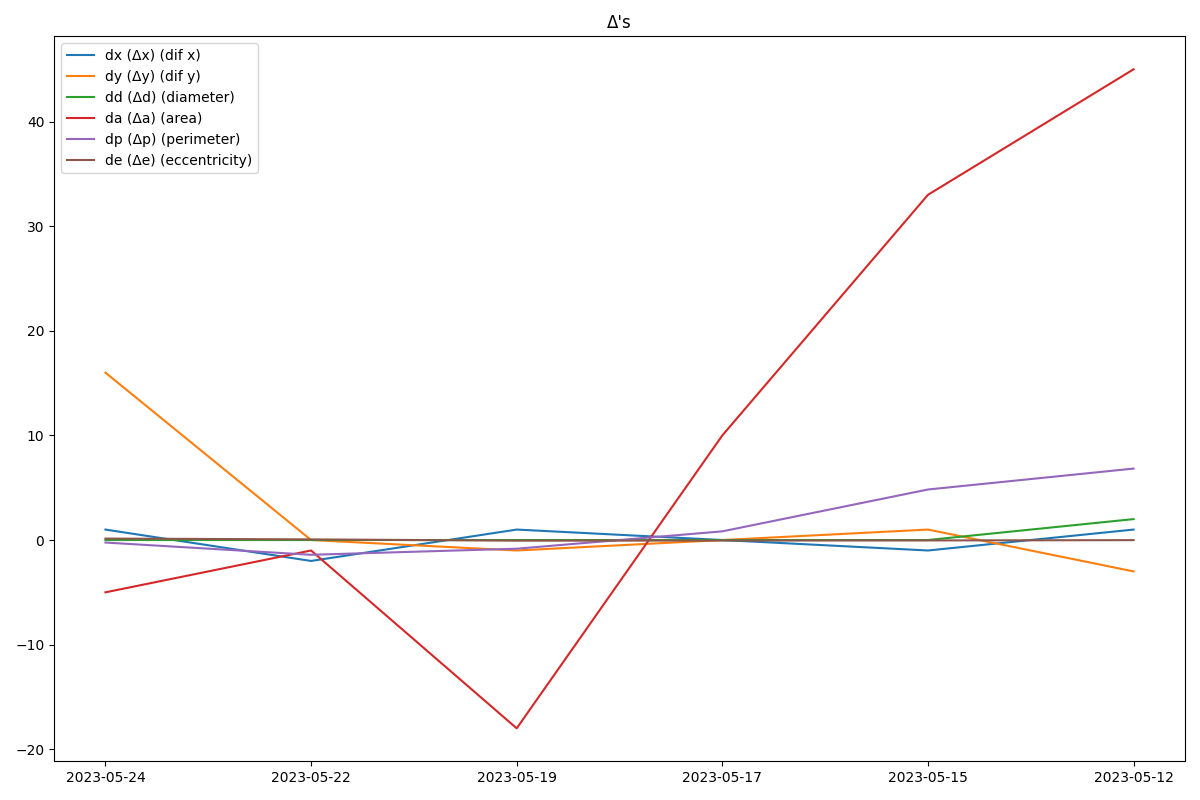 Δ's
dx (Δx) (dif x)
dy (Δy) (dif y)
dd (Δd) (diameter)
da (Δa) (area)
dp (Δp) (perimeter)
de (Δe) (eccentricity)
40
30
20
10
0
−10
−20
2023-05-24 2023-05-22 2023-05-19 2023-05-17 2023-05-15 2023-05-12